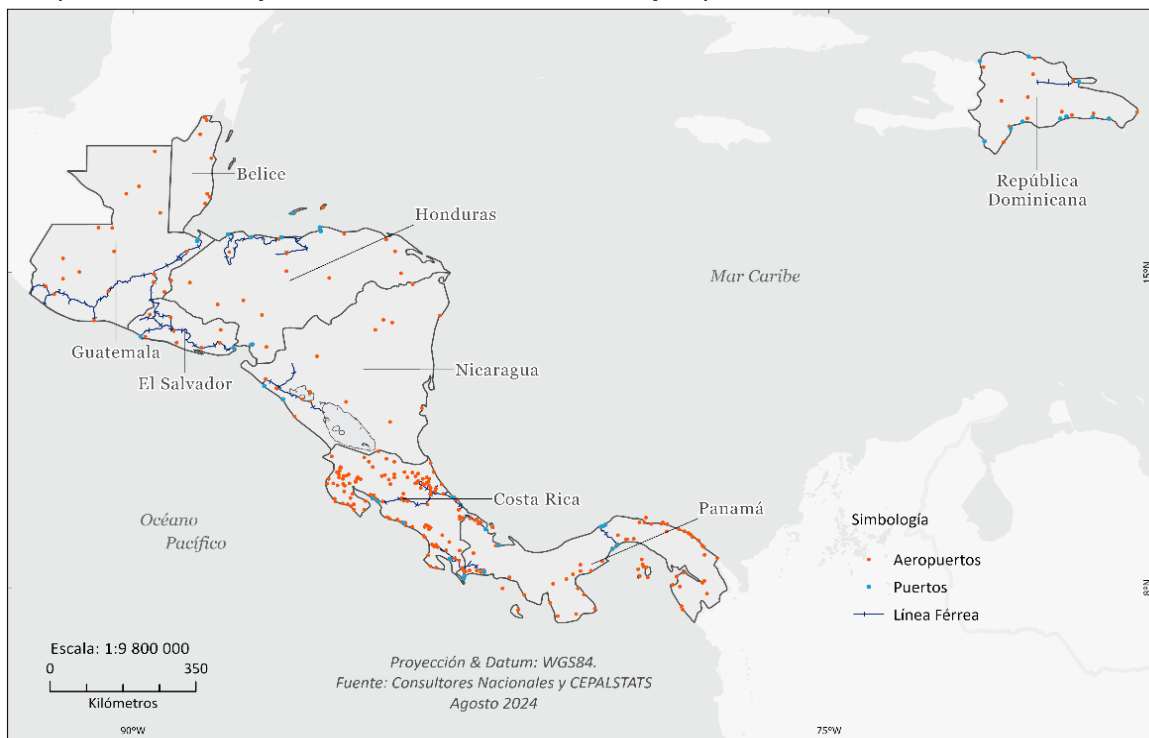 Belice
Honduras
República
Dominicana
Mar Caribe
15°N
Guatemala
El Salvador
Nicaragua
Costa Rica
Panamá
Océano
Pacífico
Simbología
Aeropuertos
Puertos
Línea Férrea
8°N
Escala: 1:9 800 000
0
350
Kilómetros
Proyección & Datum: WGS84.
Fuente: Consultores Nacionales y CEPALSTATS
Agosto 2024
90°W
75°W